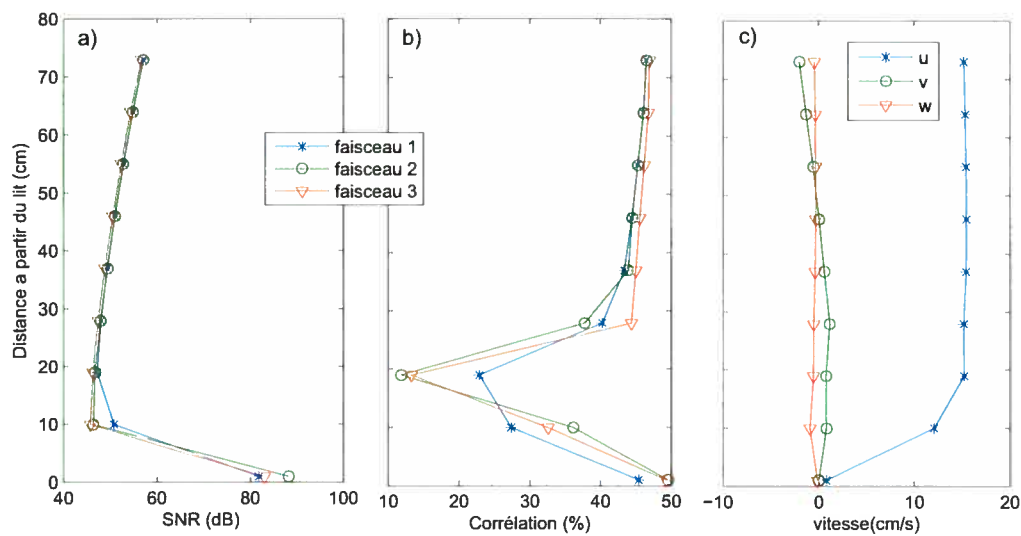 a)
b)
c)
80
70
60
50
40
30
20
10
0
Distance a partir du lit (cm)
faisceau 1
faisceau 2
faisceau 3
u
v
w
40 60 80 100
SNR (dB)
10 20 30 40 50
Corrélation (%)
−10 0 10 20
vitesse(cm/s)